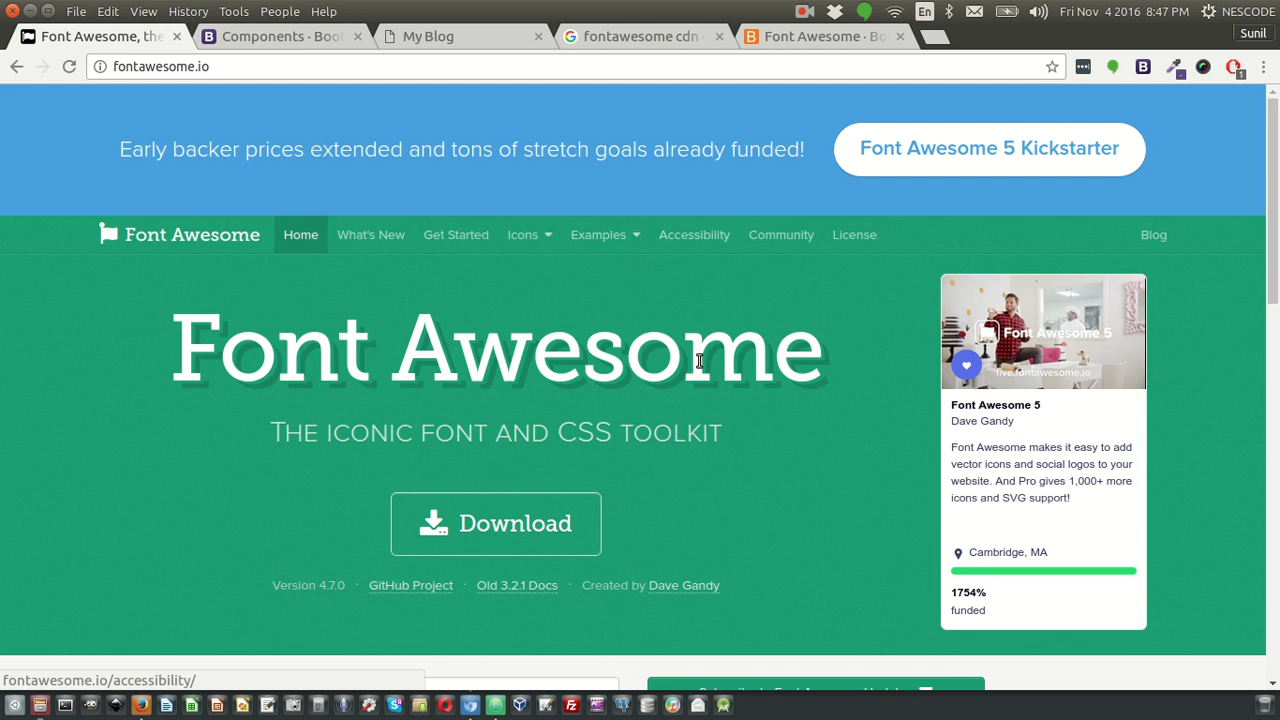 File Edit View History Tools People Help
En
Fri Nov 4 2016 8:47 PM
NESCODE
Font Awesome, the
Components · Boot
My Blog
fontawesome cdn -
Font Awesome · Bo
Sunil
fontawesome.io
1
Early backer prices extended and tons of stretch goals already funded!
Font Awesome 5 Kickstarter
Font Awesome
Home
What's New
Get Started
Icons
Examples
Accessibility
Community
License
Blog
Font Awesome
THE ICONIC FONT AND CSS TOOLKIT
Download
Version 4.7.0 · GitHub Project · Old 3.2.1 Docs · Created by Dave Gandy
Font Awesome 5
live.fontawesome.io
Font Awesome 5
Dave Gandy
Font Awesome makes it easy to add
vector icons and social logos to your
website. And Pro gives 1,000+ more
icons and SVG support!
Cambridge, MA
1754%
funded
fontawesome.io/accessibility/